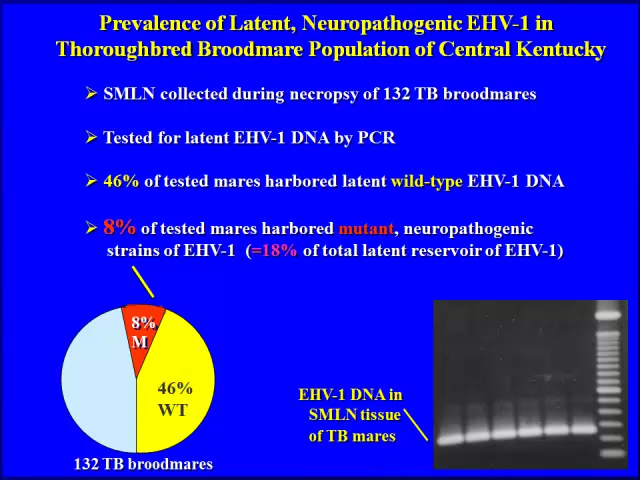 Prevalence of Latent, Neuropathogenic EHV-1 in
Thoroughbred Broodmare Population of Central Kentucky
➢ SMLN collected during necropsy of 132 TB broodmares
➢ Tested for latent EHV-1 DNA by PCR
➢ 46% of tested mares harbored latent wild-type EHV-1 DNA
➢ 8% of tested mares harbored mutant, neuropathogenic
strains of EHV-1 (=18% of total latent reservoir of EHV-1)
8%
M
46%
WT
132 TB broodmares
EHV-1 DNA in
SMLN tissue
of TB mares